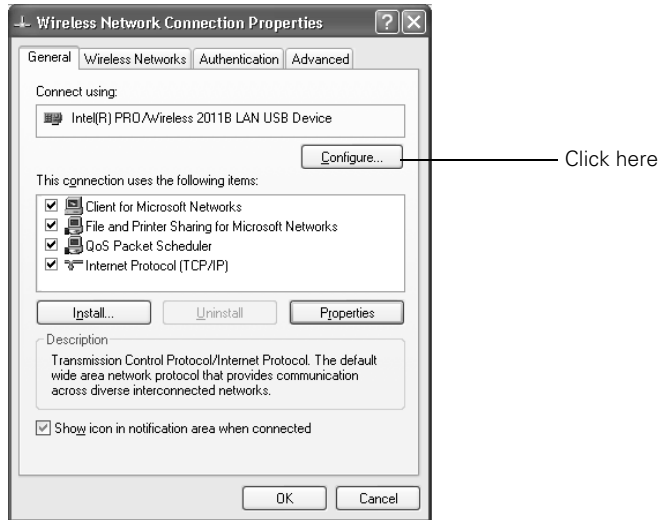 Wireless Network Connection Properties
General Wireless Networks Authentication Advanced
Connect using:
Intel(R) PRO/Wireless 2011B LAN USB Device
Configure...
Click here
This connection uses the following items:
Client for Microsoft Networks
File and Printer Sharing for Microsoft Networks
QoS Packet Scheduler
Internet Protocol (TCP/IP)
Install... Uninstall Properties
Description
Transmission Control Protocol/Internet Protocol. The default
wide area network protocol that provides communication
across diverse interconnected networks.
Show icon in notification area when connected
OK Cancel